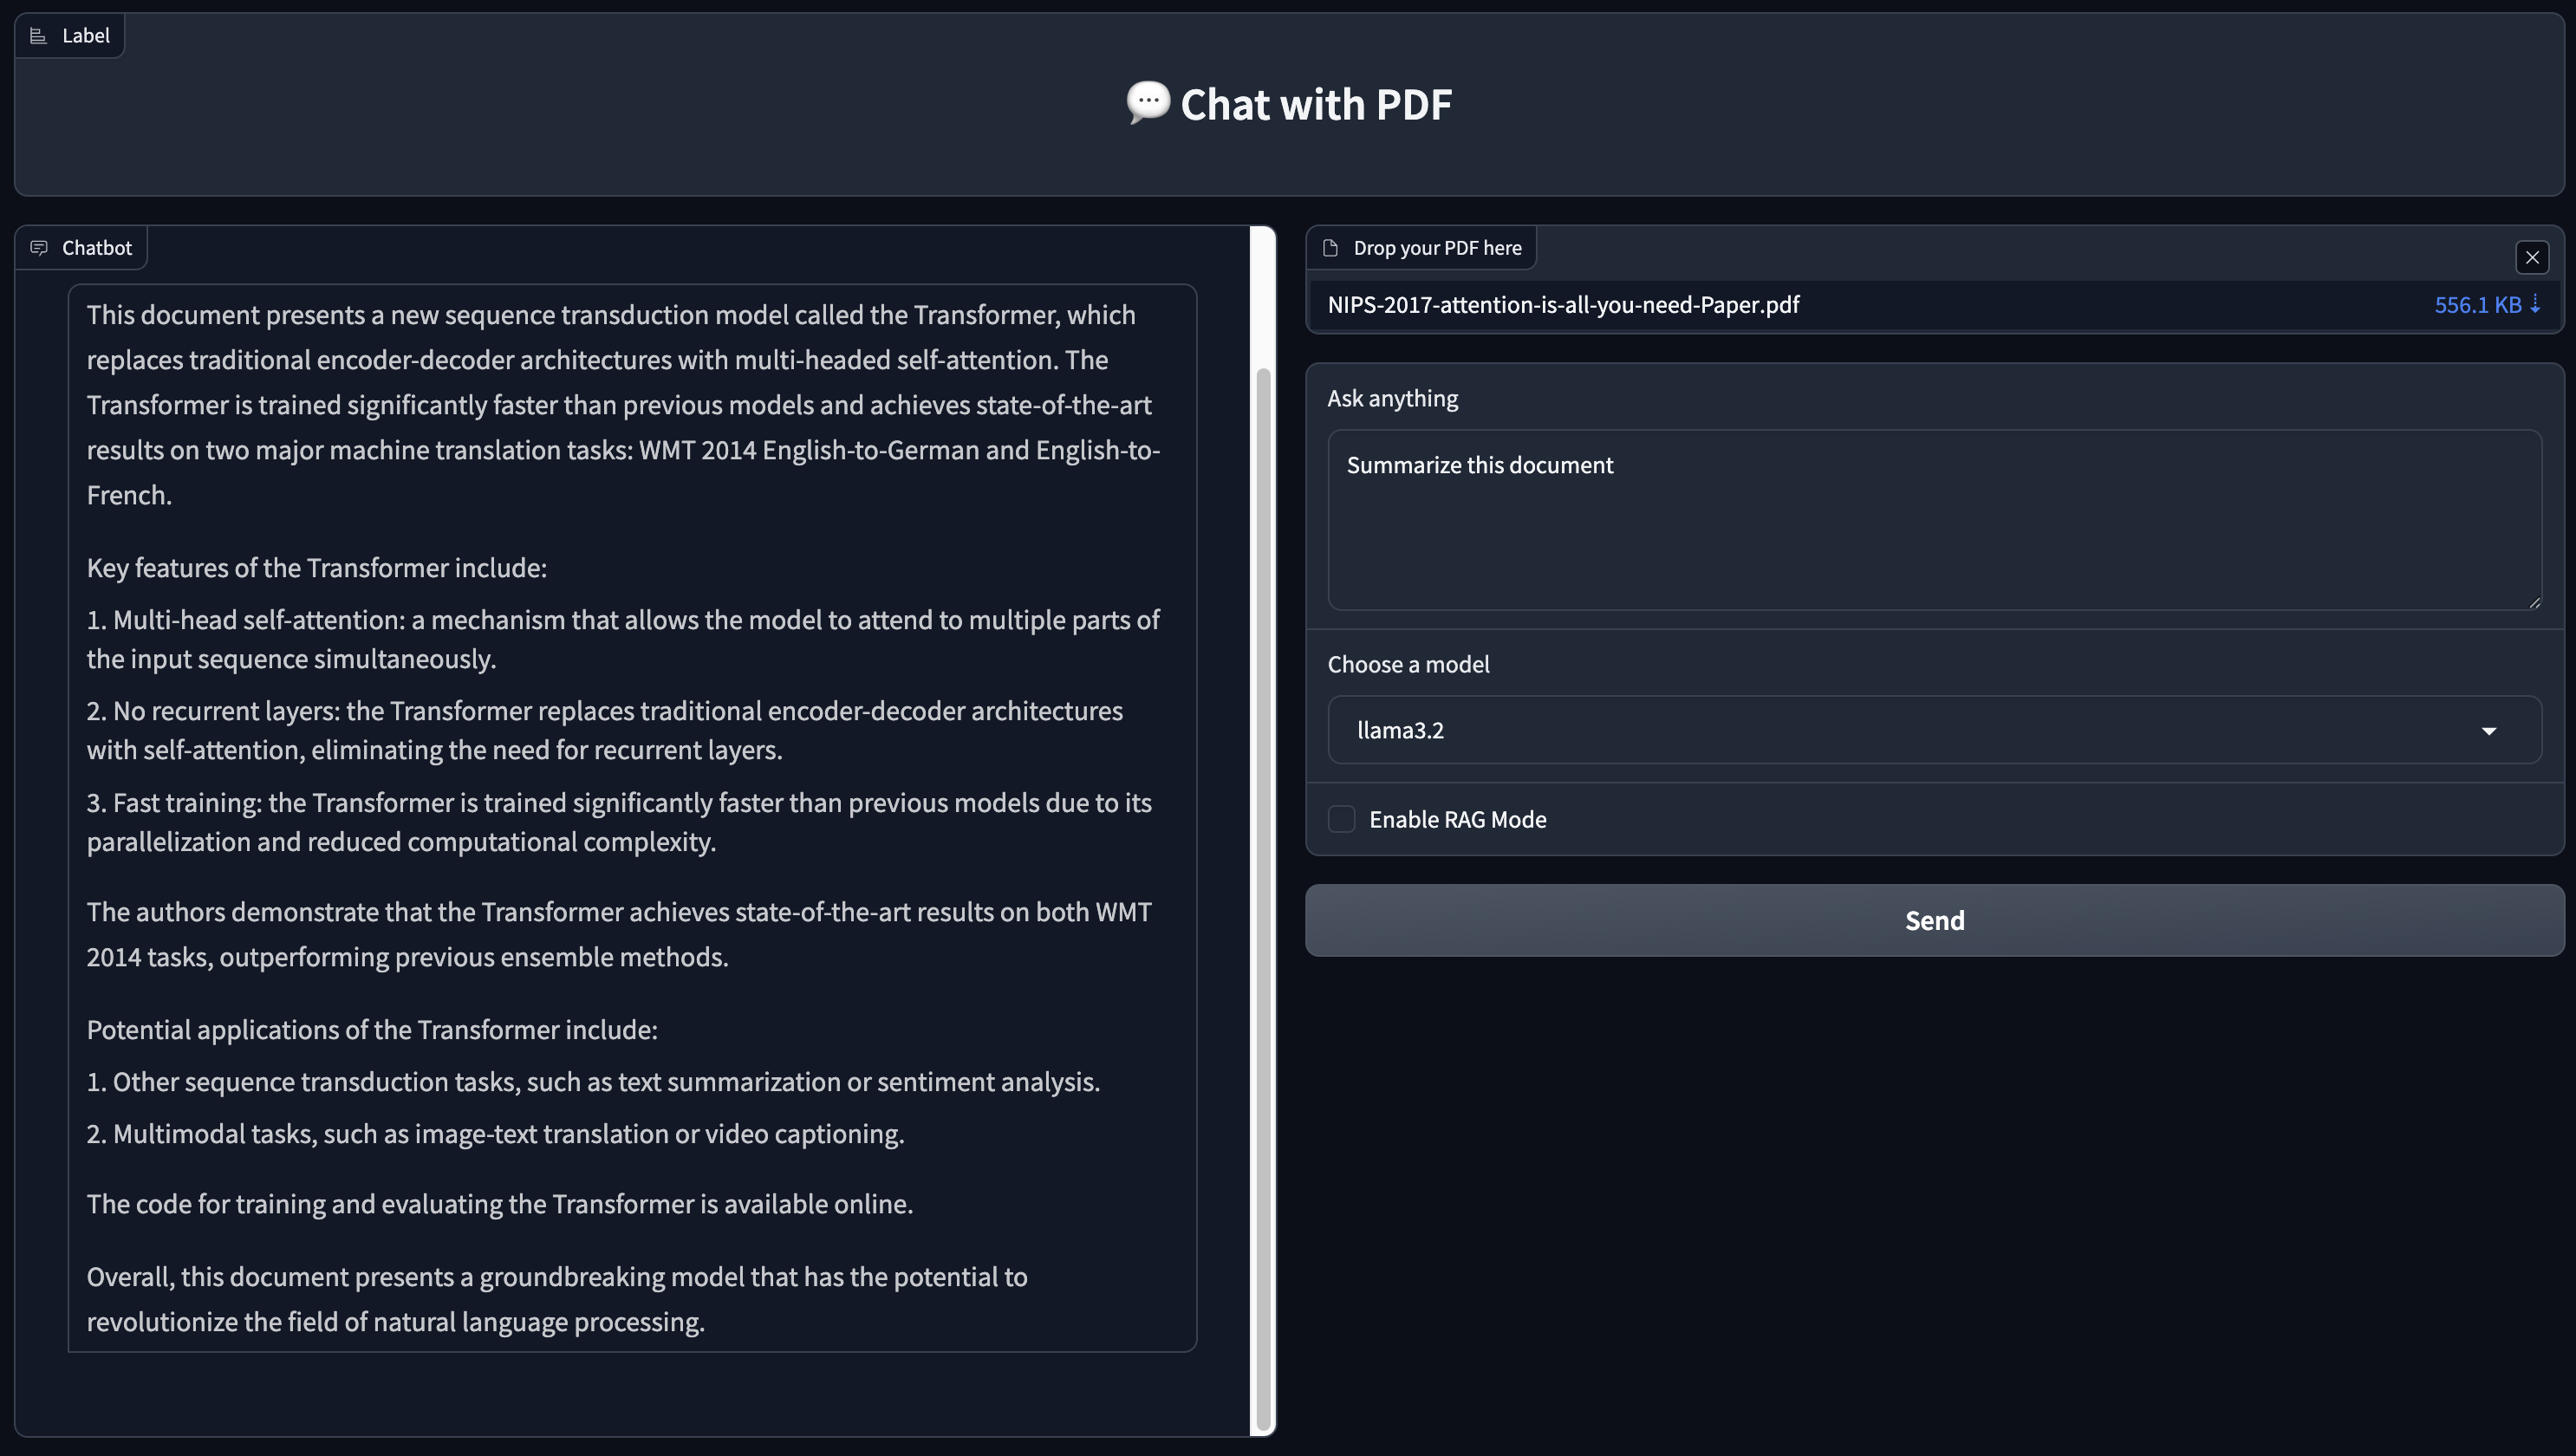 Label
💬 Chat with PDF
Chatbot
This document presents a new sequence transduction model called the Transformer, which
replaces traditional encoder-decoder architectures with multi-headed self-attention. The
Transformer is trained significantly faster than previous models and achieves state-of-the-art
results on two major machine translation tasks: WMT 2014 English-to-German and English-to-
French.
Key features of the Transformer include:
1. Multi-head self-attention: a mechanism that allows the model to attend to multiple parts of
the input sequence simultaneously.
2. No recurrent layers: the Transformer replaces traditional encoder-decoder architectures
with self-attention, eliminating the need for recurrent layers.
3. Fast training: the Transformer is trained significantly faster than previous models due to its
parallelization and reduced computational complexity.
The authors demonstrate that the Transformer achieves state-of-the-art results on both WMT
2014 tasks, outperforming previous ensemble methods.
Potential applications of the Transformer include:
1. Other sequence transduction tasks, such as text summarization or sentiment analysis.
2. Multimodal tasks, such as image-text translation or video captioning.
The code for training and evaluating the Transformer is available online.
Overall, this document presents a groundbreaking model that has the potential to
revolutionize the field of natural language processing.
Drop your PDF here
NIPS-2017-attention-is-all-you-need-Paper.pdf 556.1 KB ⇣
Ask anything
Summarize this document
Choose a model
llama3.2
Enable RAG Mode
Send